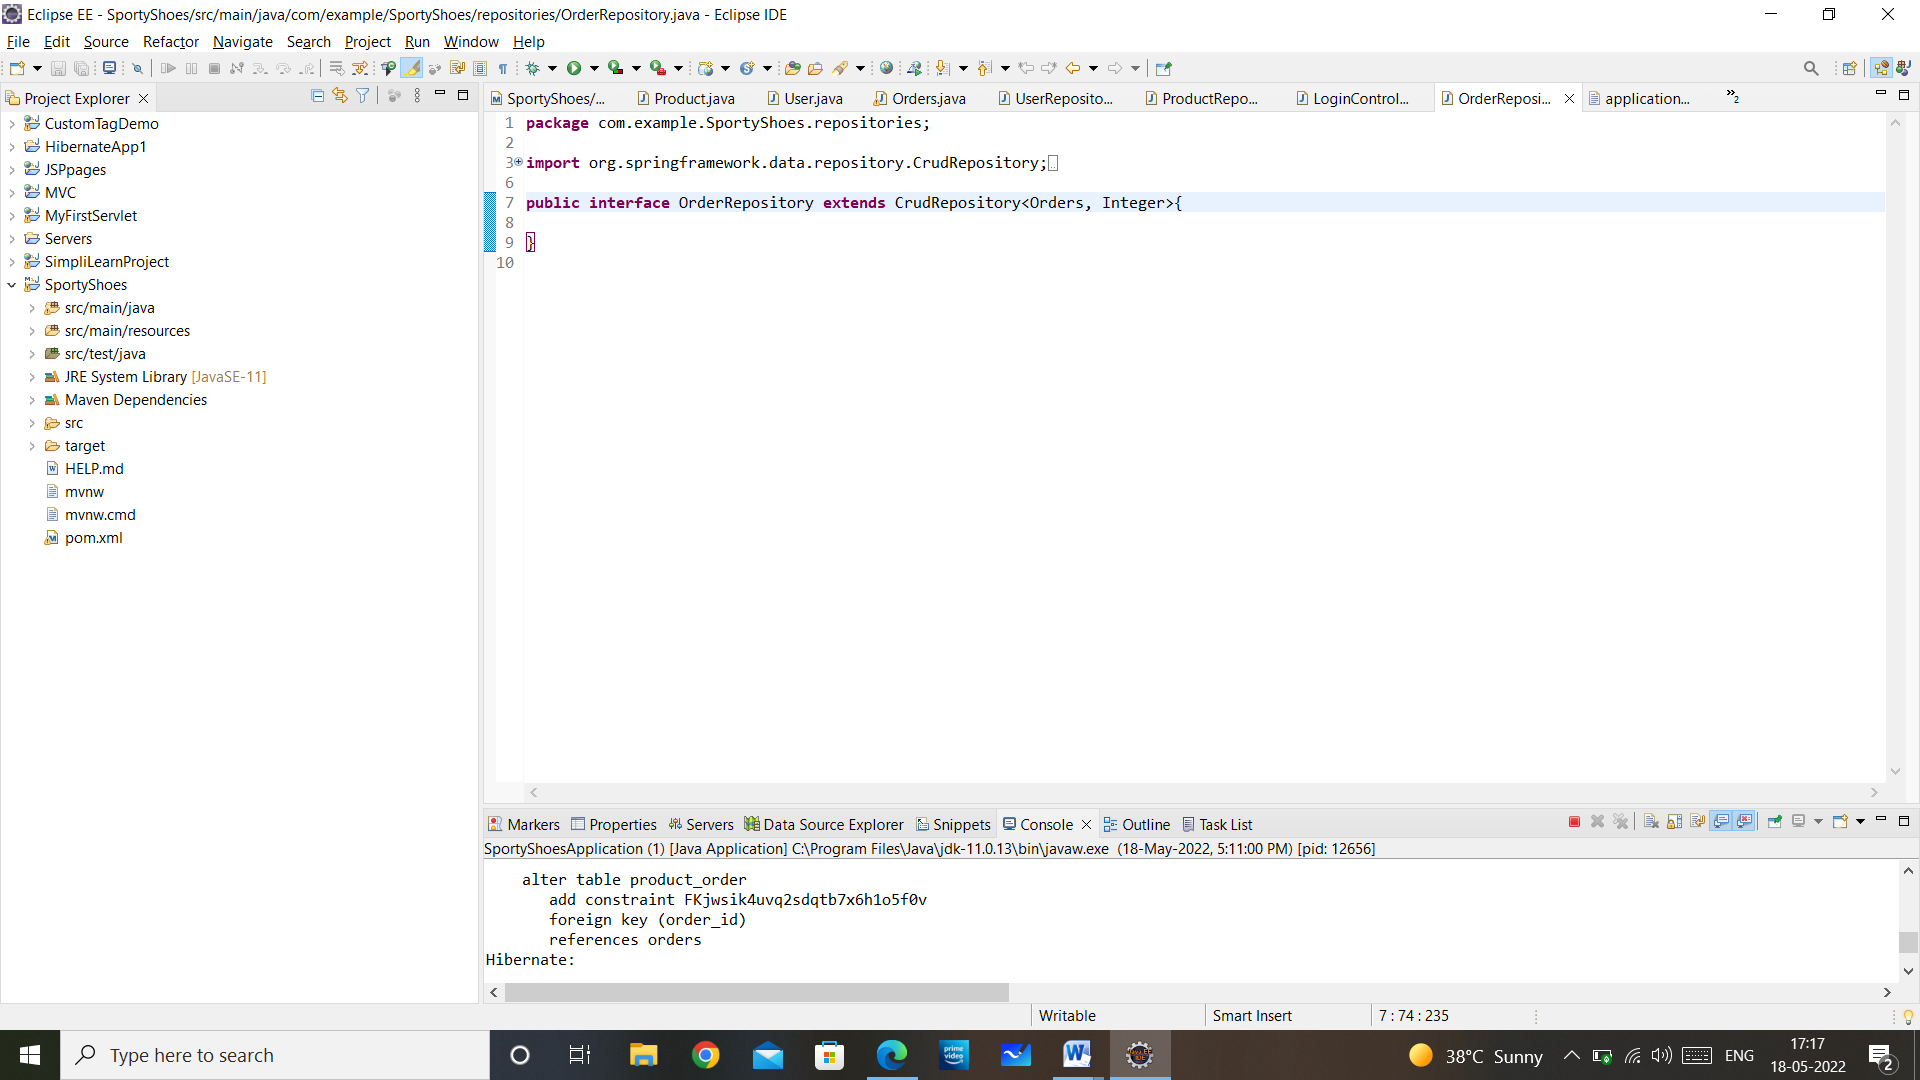 Eclipse EE - SportyShoes/src/main/java/com/example/SportyShoes/repositories/OrderRepository.java - Eclipse IDE
File Edit Source Refactor Navigate Search Project Run Window Help
Project Explorer
CustomTagDemo
HibernateApp1
JSPpages
MVC
MyFirstServlet
Servers
SimpliLearnProject
SportyShoes
src/main/java
src/main/resources
src/test/java
JRE System Library [JavaSE-11]
Maven Dependencies
src
target
HELP.md
mvnw
mvnw.cmd
pom.xml
SportyShoes/... Product.java User.java Orders.java UserReposito... ProductRepo... LoginControl... OrderReposi... application... »2
1 package com.example.SportyShoes.repositories;
2
3 import org.springframework.data.repository.CrudRepository;
6
7 public interface OrderRepository extends CrudRepository<Orders, Integer>{
8
9 }
10
Markers Properties Servers Data Source Explorer Snippets Console Outline Task List
SportyShoesApplication (1) [Java Application] C:\Program Files\Java\jdk-11.0.13\bin\javaw.exe (18-May-2022, 5:11:00 PM) [pid: 12656]
alter table product_order
add constraint FKjwsik4uvq2sdqtb7x6h1o5f0v
foreign key (order_id)
references orders
Hibernate:
Writable Smart Insert 7 : 74 : 235
Type here to search
prime video
38°C Sunny
ENG
17:17
18-05-2022
2